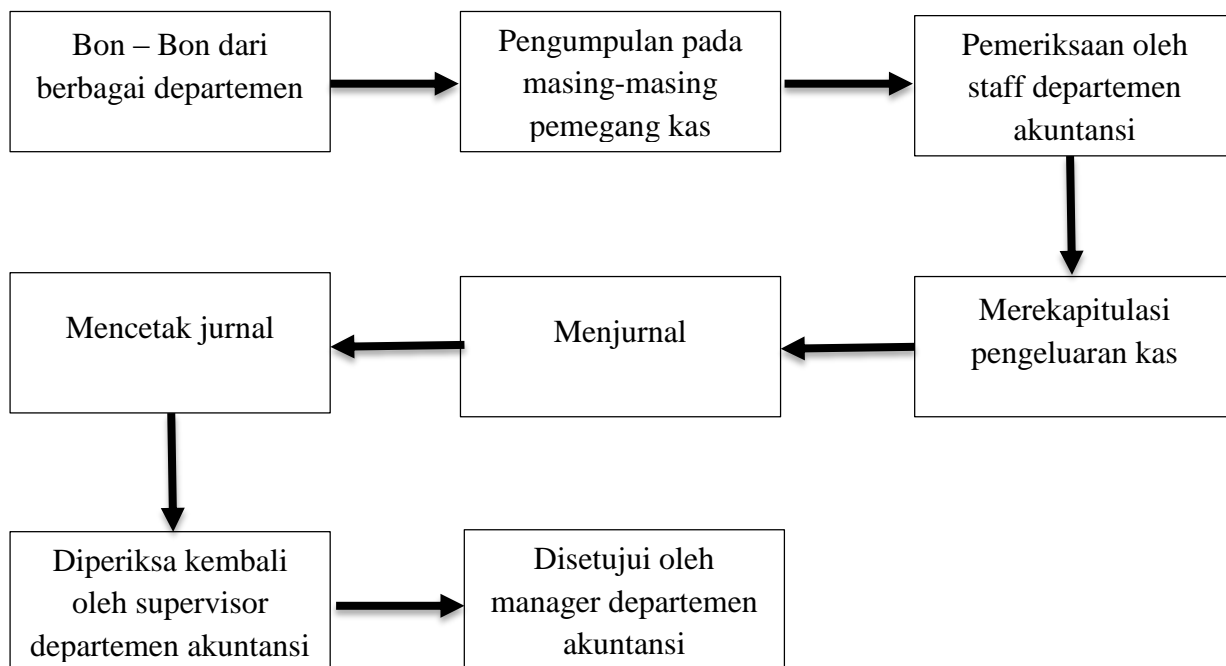 Bon – Bon dari
berbagai departemen
Pengumpulan pada
masing-masing
pemegang kas
Pemeriksaan oleh
staff departemen
akuntansi
Merekapitulasi
pengeluaran kas
Menjurnal
Mencetak jurnal
Diperiksa kembali
oleh supervisor
departemen akuntansi
Disetujui oleh
manager departemen
akuntansi